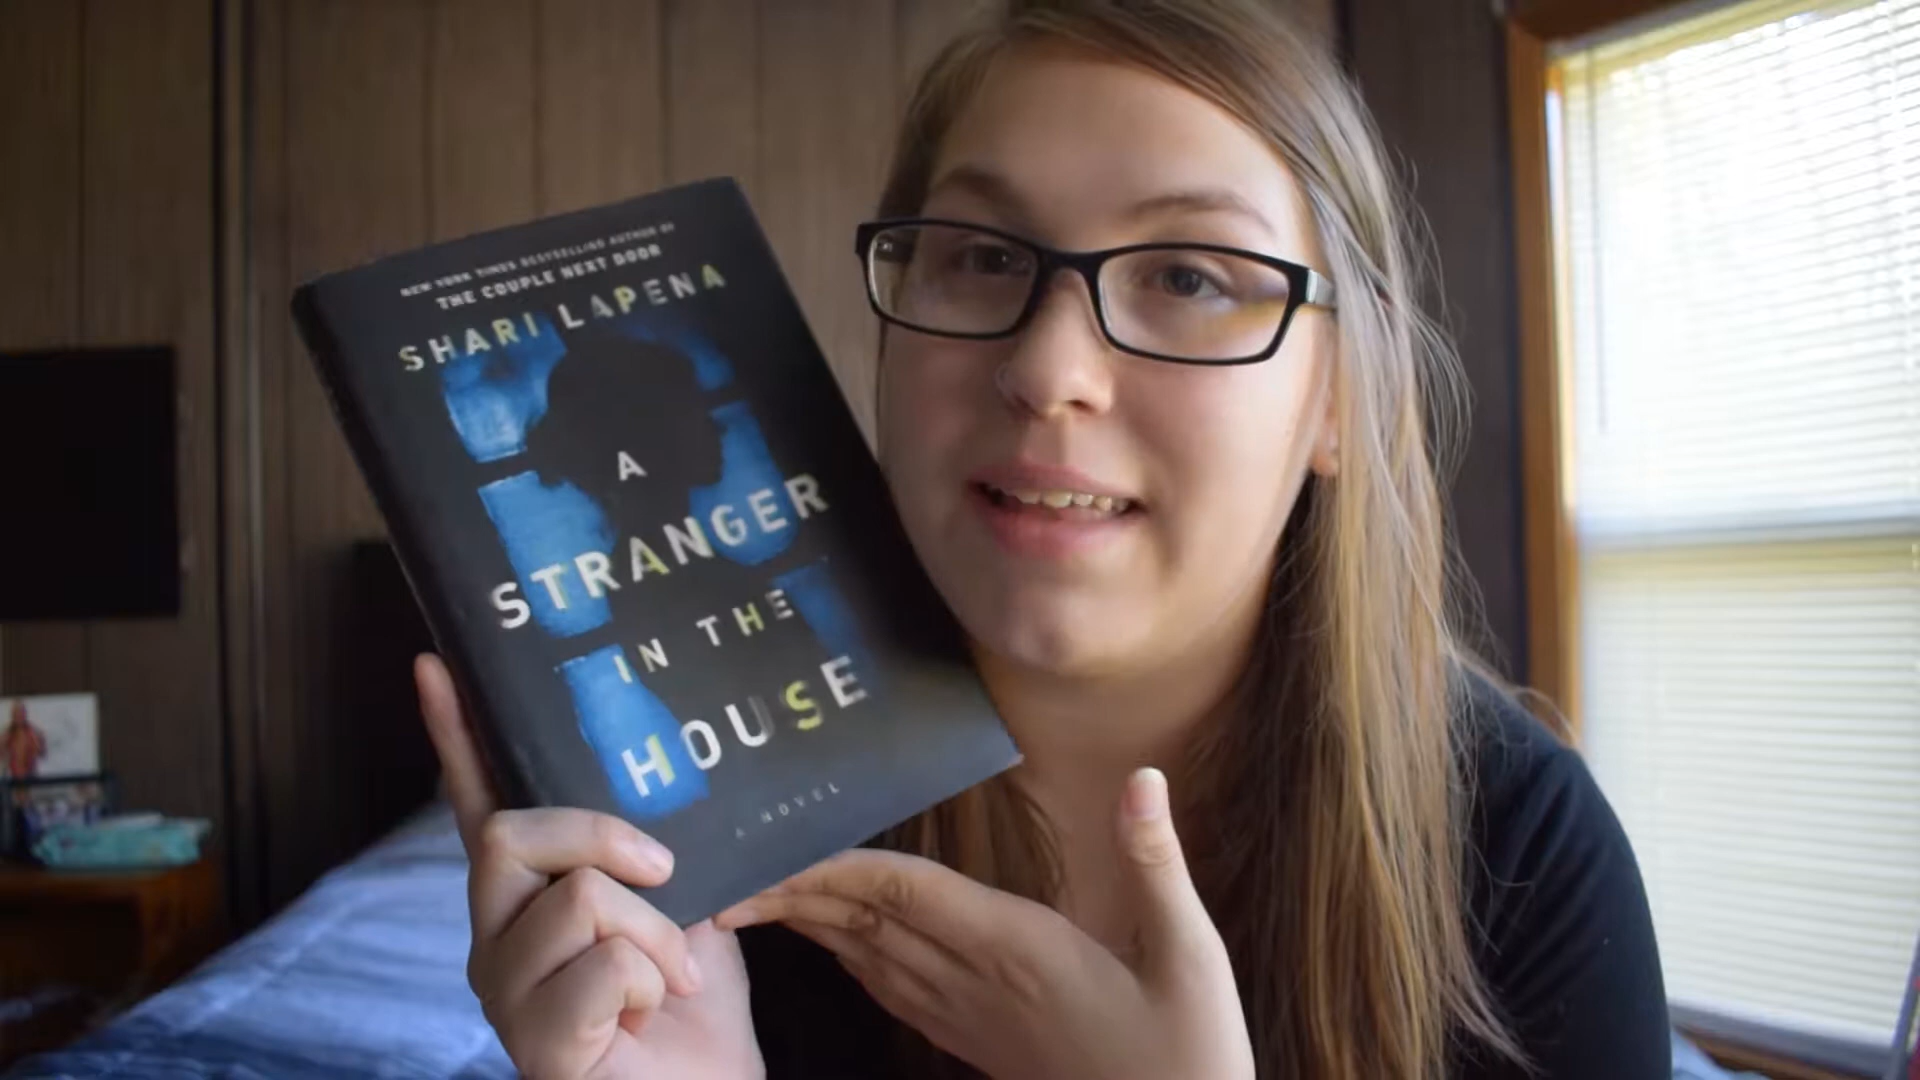 NEW YORK TIMES BESTSELLING AUTHOR OF
THE COUPLE NEXT DOOR
SHARI LAPENA
A
STRANGER
IN THE
HOUSE
A NOVEL